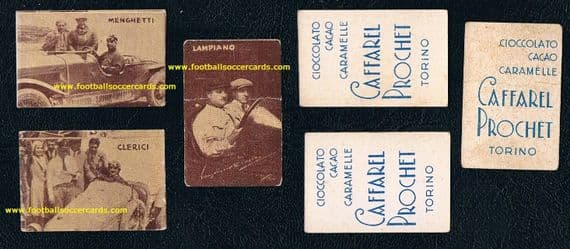 MENGHETTI
www.footballsoccercards.com
CLERICI
www.footballsoccercards.com
LAMPIANO
www.footballsoccercards.com
CIOCCOLATO
CACAO
CARAMELLE
CAFFAREL
PROCHET
TORINO
CIOCCOLATO
CACAO
CARAMELLE
CAFFAREL
PROCHET
TORINO
CIOCCOLATO
CACAO
CARAMELLE
CAFFAREL
PROCHET
TORINO